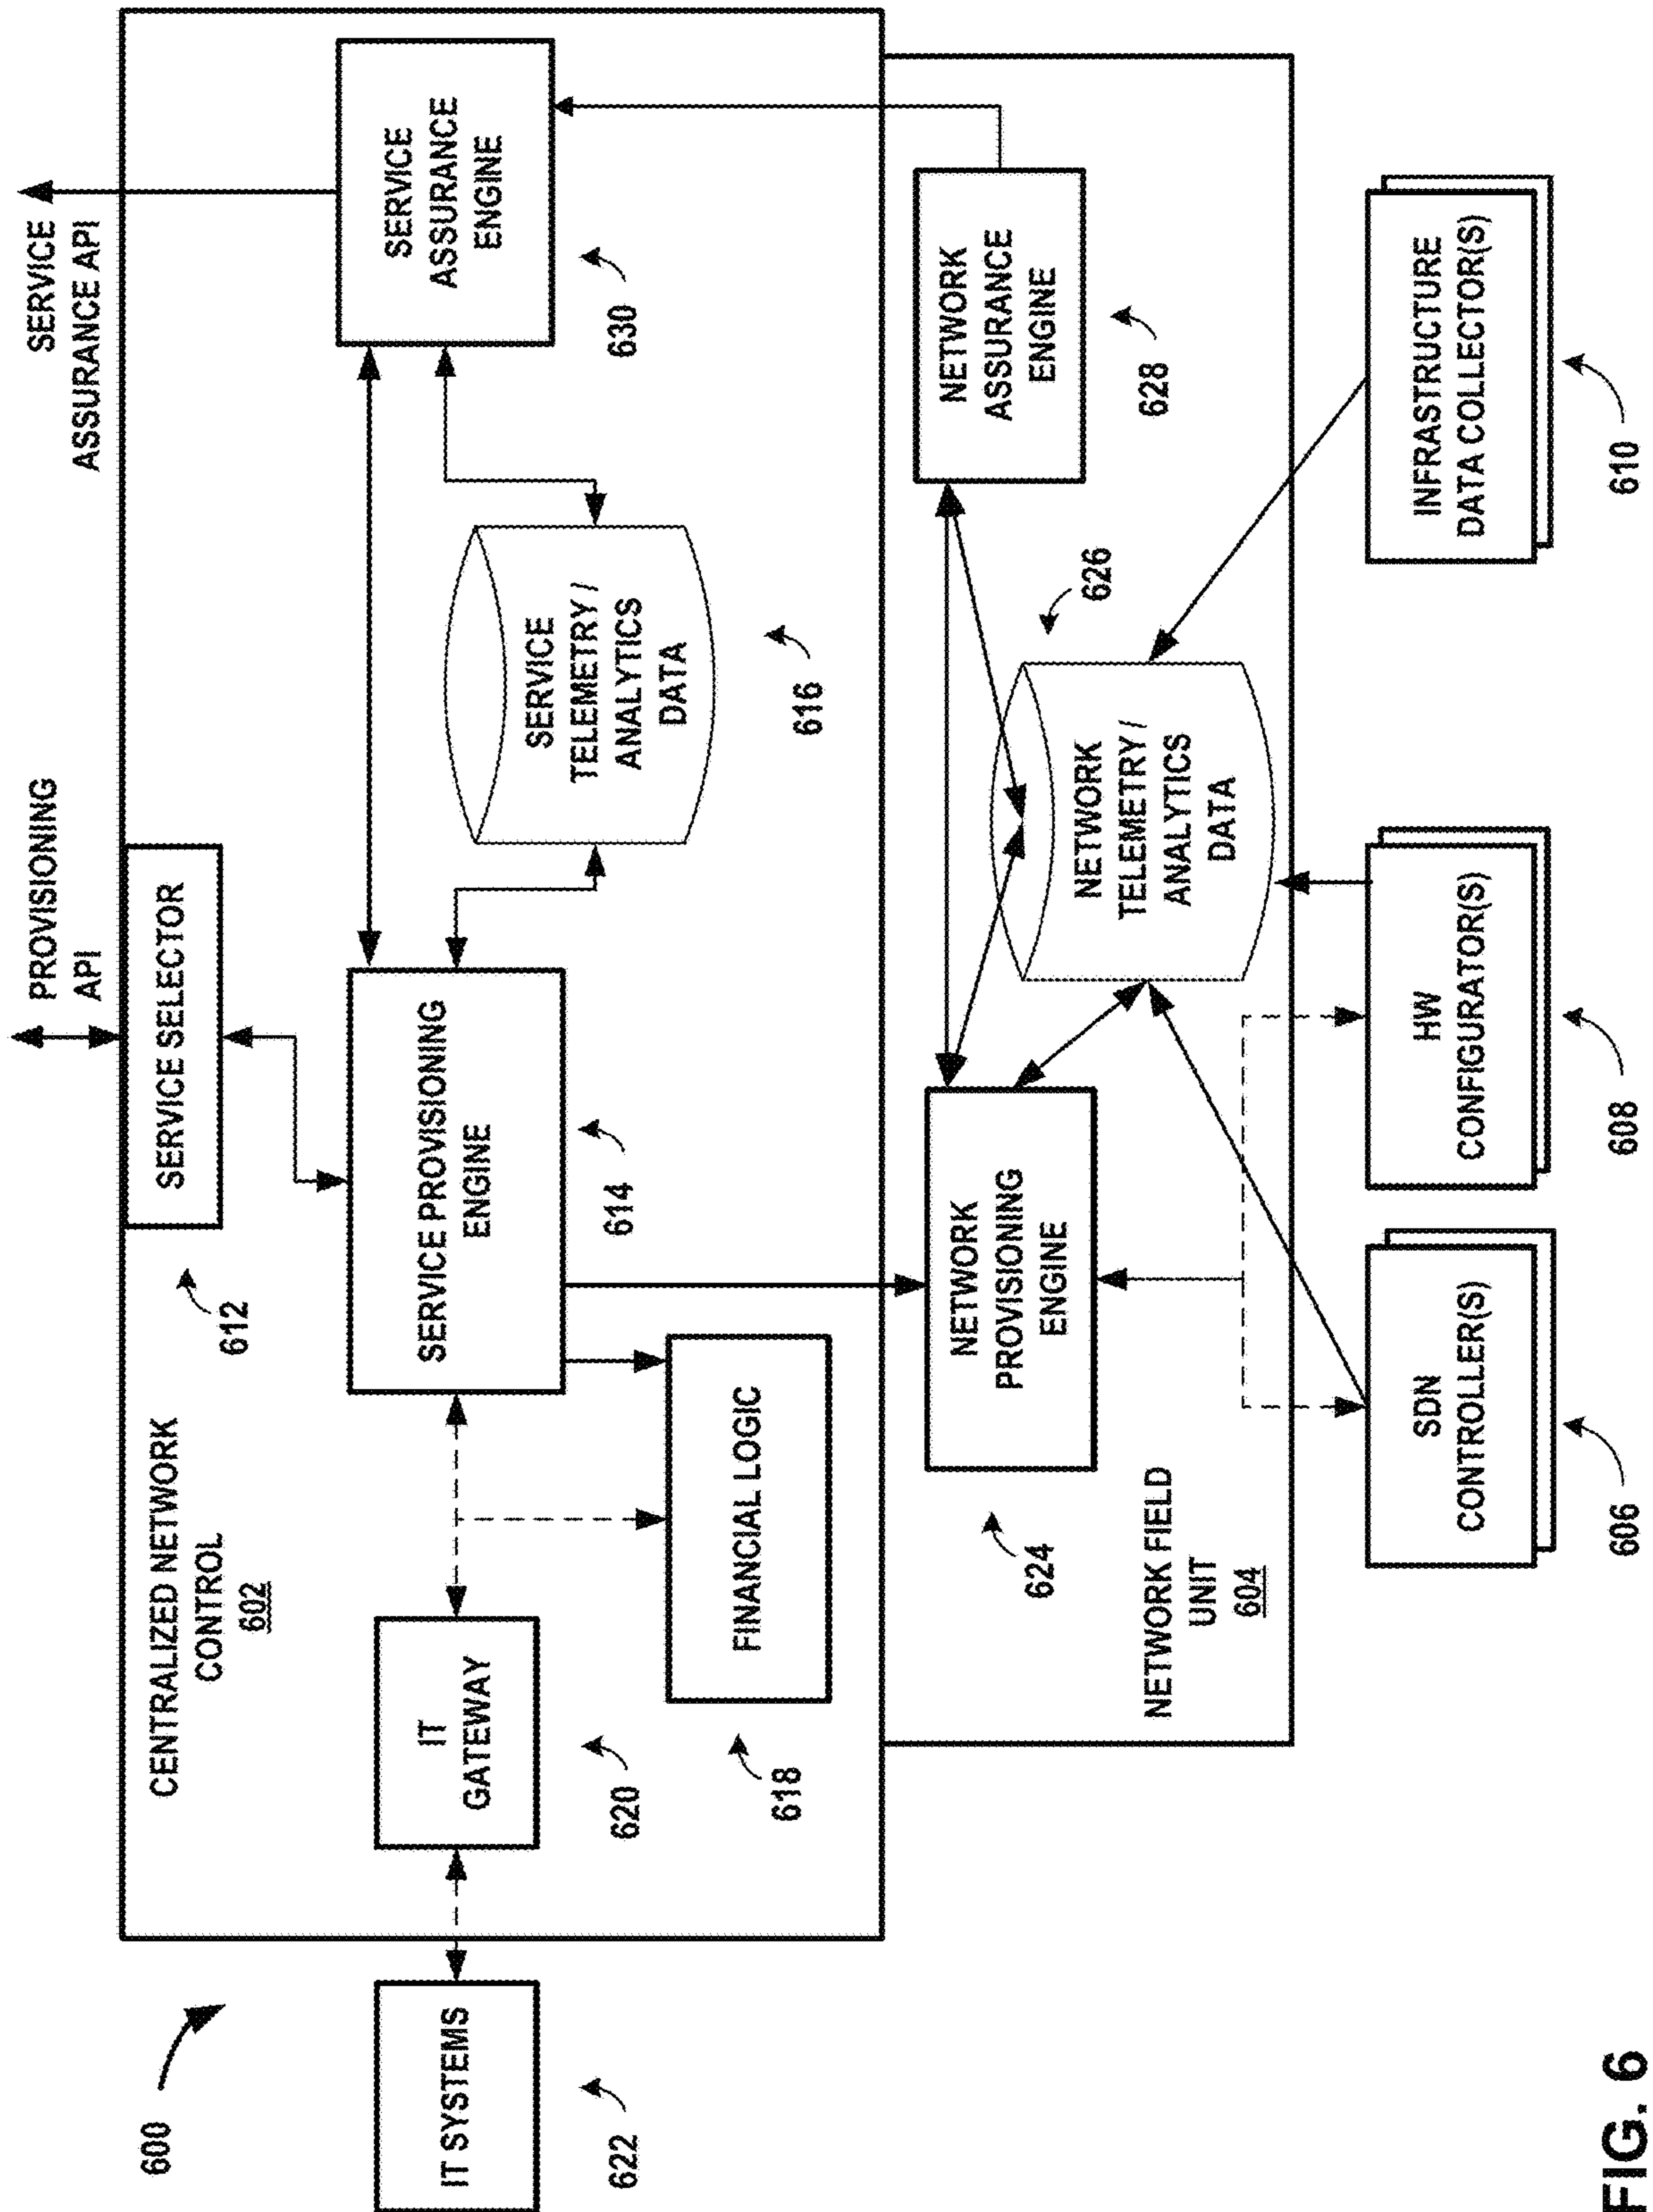 600
SERVICE
ASSURANCE API
PROVISIONING
API
CENTRALIZED NETWORK
CONTROL
602
612
SERVICE SELECTOR
IT SYSTEMS
622
IT
GATEWAY
620
SERVICE PROVISIONING
ENGINE
614
SERVICE
TELEMETRY /
ANALYTICS
DATA
616
SERVICE
ASSURANCE
ENGINE
630
FINANCIAL LOGIC
618
NETWORK FIELD
UNIT
604
624
NETWORK
PROVISIONING
ENGINE
626
NETWORK
TELEMETRY /
ANALYTICS
DATA
NETWORK
ASSURANCE
ENGINE
628
SDN
CONTROLLER(S)
606
HW
CONFIGURATOR(S)
608
INFRASTRUCTURE
DATA COLLECTOR(S)
610
FIG. 6